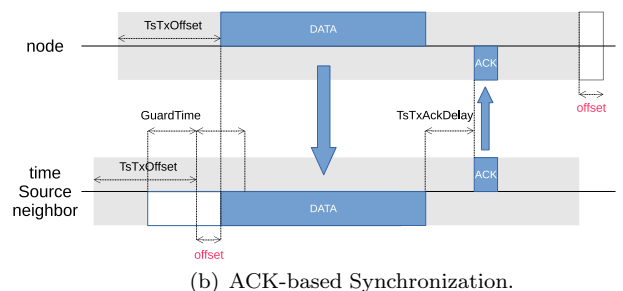 TsTxOffset
DATA
node
ACK
offset
GuardTime
TsTxAckDelay
TsTxOffset
time
Source
neighbor
ACK
DATA
offset
(b) ACK-based Synchronization.